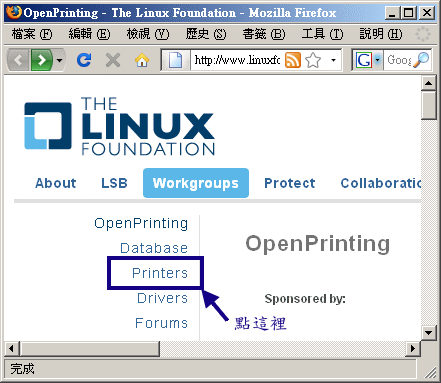 OpenPrinting - The Linux Foundation - Mozilla Firefox
檔案(F) 編輯(E) 檢視(V) 歷史(S) 書籤(B) 工具(T) 說明(H)
http://www.linuxfo
G Goog
THE
LINUX
FOUNDATION
About LSB Workgroups Protect Collaboration
OpenPrinting
Database
Printers
Drivers
Forums
OpenPrinting
Sponsored by:
點這裡
完成